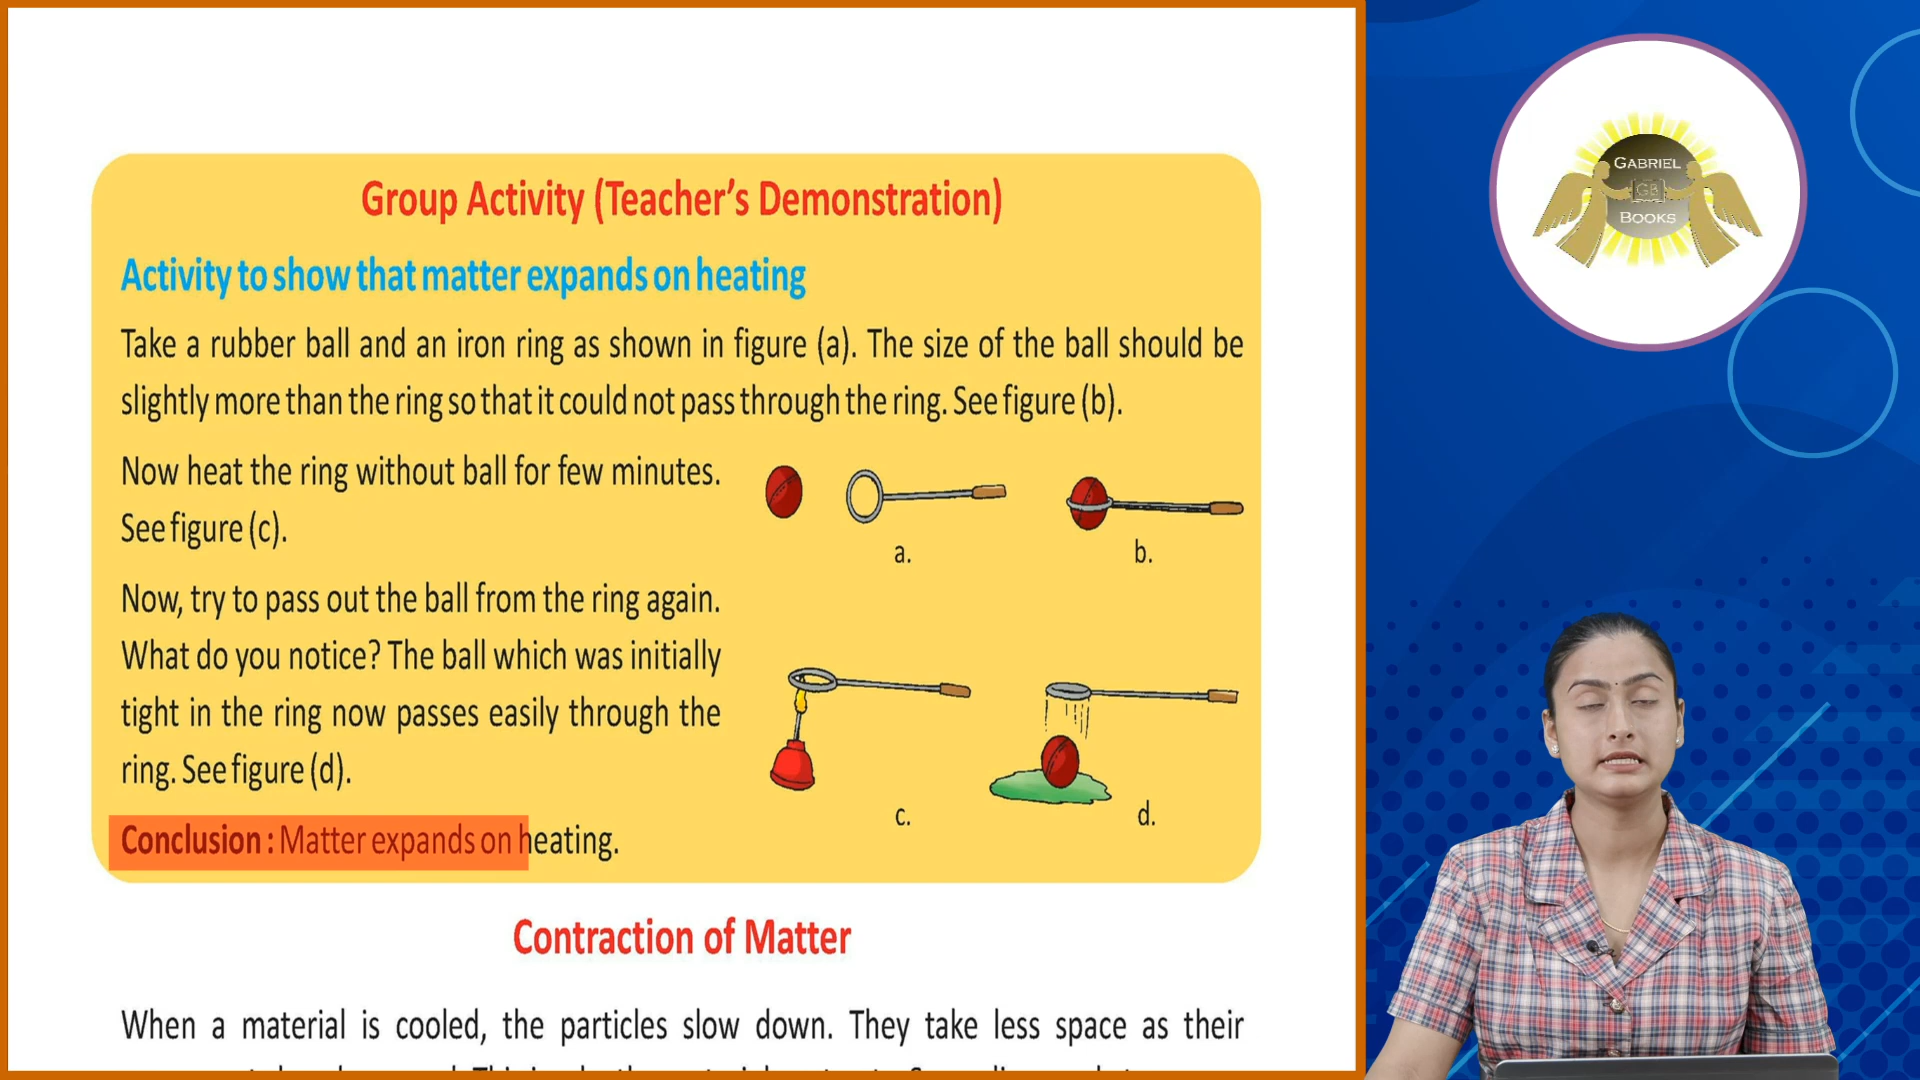 Group Activity (Teacher's Demonstration)
Activity to show that matter expands on heating
Take a rubber ball and an iron ring as shown in figure (a). The size of the ball should be
slightly more than the ring so that it could not pass through the ring. See figure (b).
Now heat the ring without ball for few minutes.
See figure (c).
a.
b.
Now, try to pass out the ball from the ring again.
What do you notice? The ball which was initially
tight in the ring now passes easily through the
ring. See figure (d).
c.
d.
Conclusion : Matter expands on heating.
Contraction of Matter
When a material is cooled, the particles slow down. They take less space as their
GABRIEL
GB
BOOKS